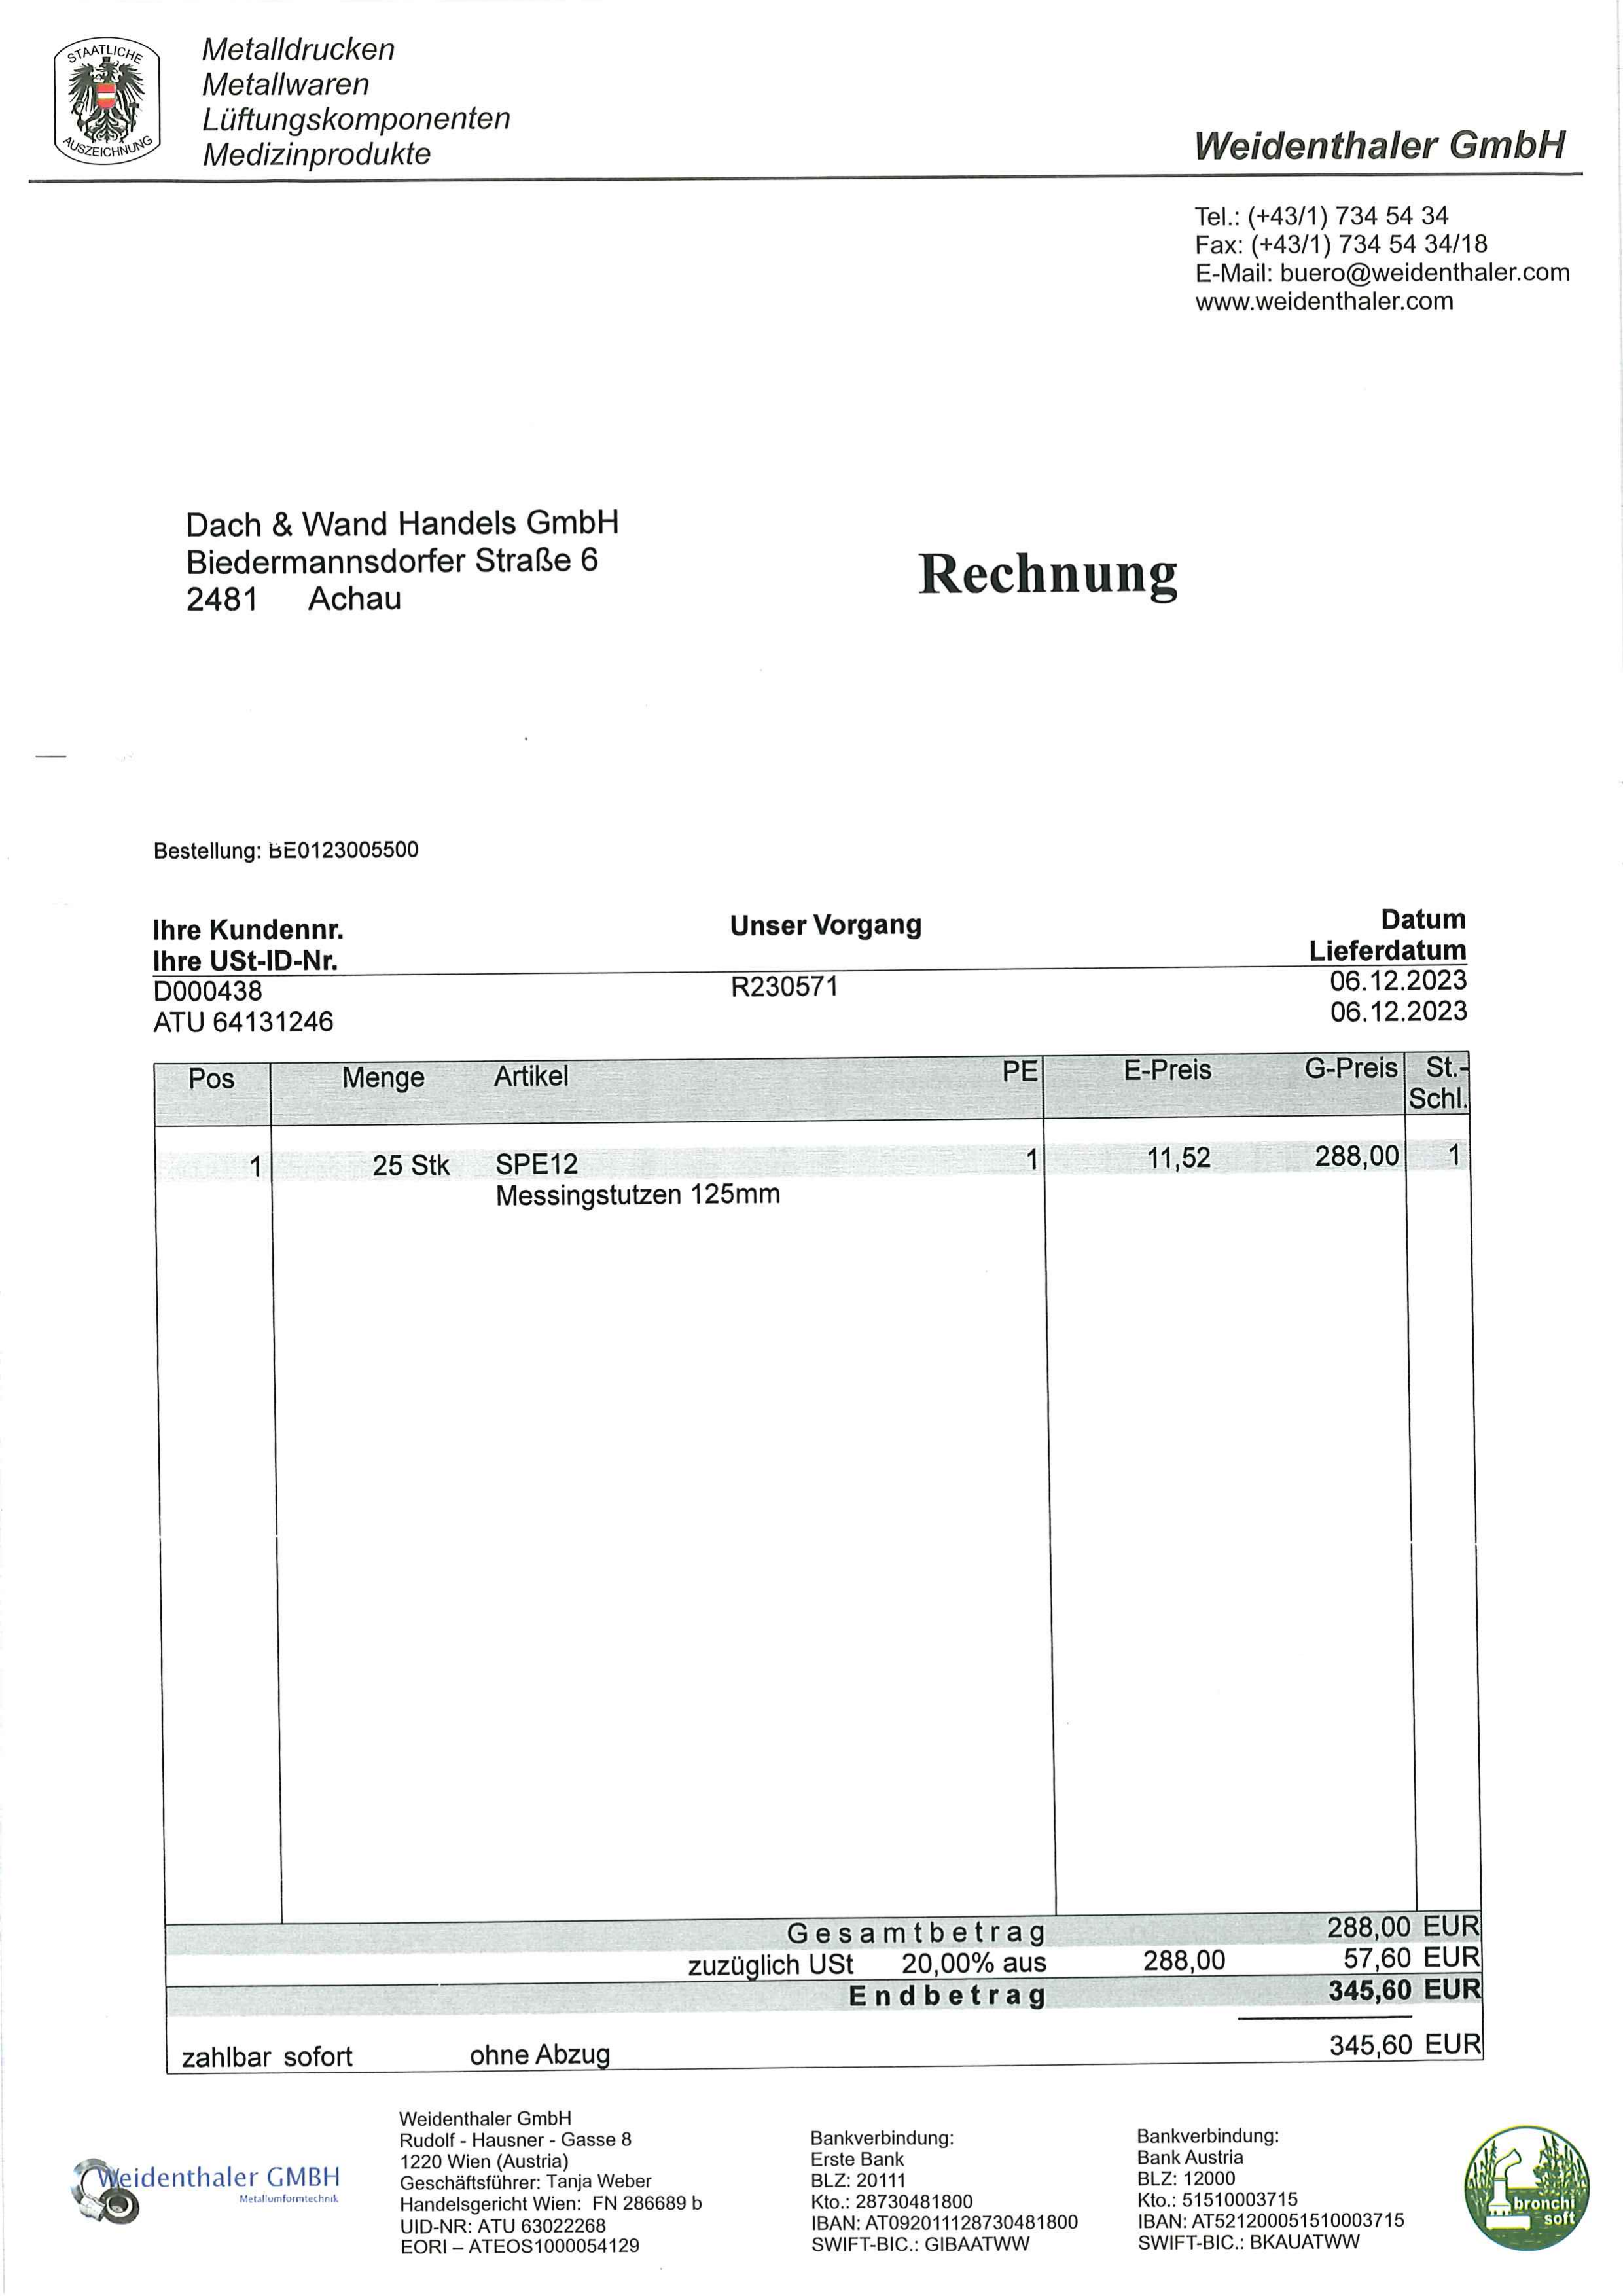 STAATLICHE
AUSZEICHNUNG
Metalldrucken
Metallwaren
Lüftungskomponenten
Medizinprodukte
Weidenthaler GmbH
Tel.: (+43/1) 734 54 34
Fax: (+43/1) 734 54 34/18
E-Mail: buero@weidenthaler.com
www.weidenthaler.com
Dach & Wand Handels GmbH
Biedermannsdorfer Straße 6
2481 Achau
Rechnung
Bestellung: BE0123005500
Ihre Kundennr. Unser Vorgang Datum
Ihre USt-ID-Nr. Lieferdatum
D000438 R230571 06.12.2023
ATU 64131246 06.12.2023
Pos Menge Artikel PE E-Preis G-Preis St.-
Schl.
1 25 Stk SPE12 1 11,52 288,00 1
Messingstutzen 125mm
Gesamtbetrag 288,00 EUR
zuzüglich USt 20,00% aus 288,00 57,60 EUR
Endbetrag 345,60 EUR
zahlbar sofort ohne Abzug 345,60 EUR
Weidenthaler GMBH
Metallumformtechnik
Weidenthaler GmbH
Rudolf - Hausner - Gasse 8
1220 Wien (Austria)
Geschäftsführer: Tanja Weber
Handelsgericht Wien: FN 286689 b
UID-NR: ATU 63022268
EORI – ATEOS1000054129
Bankverbindung:
Erste Bank
BLZ: 20111
Kto.: 28730481800
IBAN: AT092011128730481800
SWIFT-BIC.: GIBAATWW
Bankverbindung:
Bank Austria
BLZ: 12000
Kto.: 51510003715
IBAN: AT521200051510003715
SWIFT-BIC.: BKAUATWW
bronchi
soft